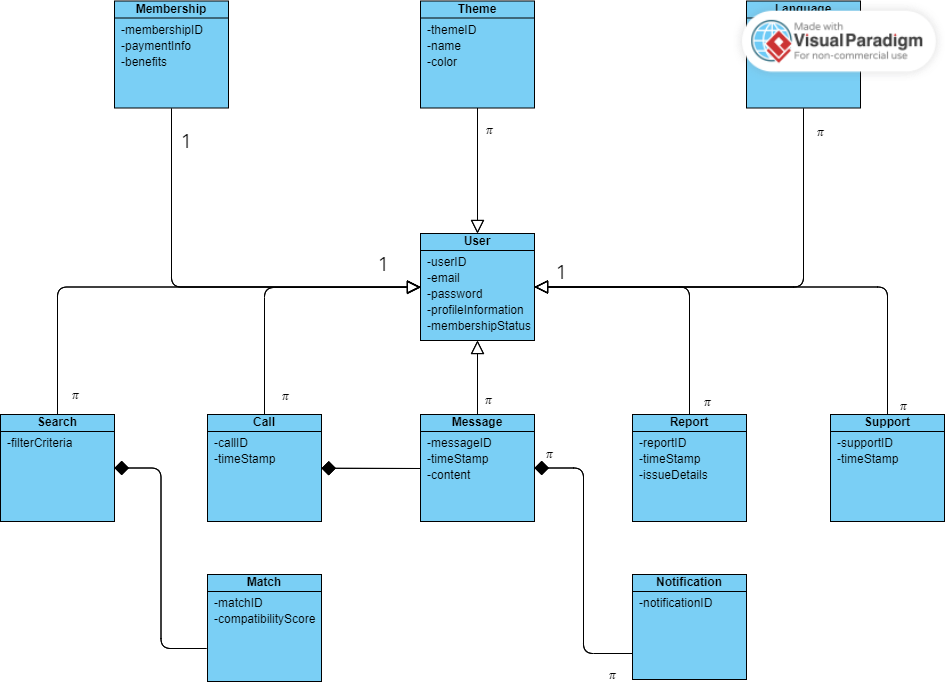 Membership
-membershipID
-paymentInfo
-benefits
Theme
-themeID
-name
-color
Language
Made with
Visual Paradigm
For non-commercial use
1
π
π
User
-userID
-email
-password
-profileInformation
-membershipStatus
1
1
π
π
π
π
π
Search
-filterCriteria
Call
-callID
-timeStamp
Message
-messageID
-timeStamp
-content
π
Report
-reportID
-timeStamp
-issueDetails
Support
-supportID
-timeStamp
Match
-matchID
-compatibilityScore
Notification
-notificationID
π